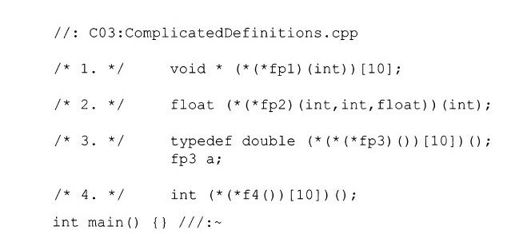 //: C03:ComplicatedDefinitions.cpp
/* 1. */ void * (*(*fp1)(int))[10];
/* 2. */ float (*(*fp2)(int,int,float))(int);
/* 3. */ typedef double (*(*(*fp3)())[10])();
fp3 a;
/* 4. */ int (*(*f4())[10])();
int main() {} ///:~